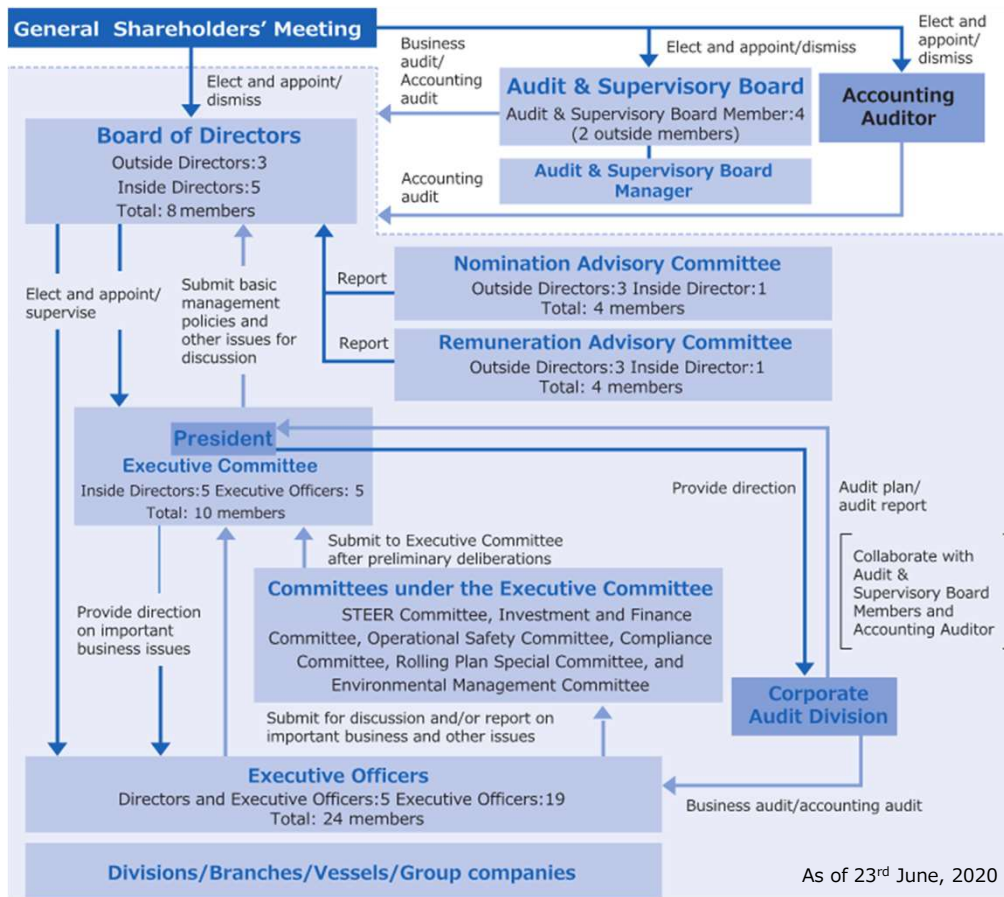 General Shareholders' Meeting
Elect and appoint/
dismiss
Business
audit/
Accounting
audit
Elect and appoint/dismiss
Elect and
appoint/
dismiss
Audit & Supervisory Board
Audit & Supervisory Board Member:4
(2 outside members)
Accounting
Auditor
Board of Directors
Outside Directors:3
Inside Directors:5
Total: 8 members
Audit & Supervisory Board
Manager
Accounting
audit
Nomination Advisory Committee
Outside Directors:3 Inside Director:1
Total: 4 members
Report
Remuneration Advisory Committee
Outside Directors:3 Inside Director:1
Total: 4 members
Report
Elect and appoint/
supervise
Submit basic
management
policies and
other issues for
discussion
President
Executive Committee
Inside Directors:5 Executive Officers: 5
Total: 10 members
Provide direction
Audit plan/
audit report
Collaborate with
Audit &
Supervisory Board
Members and
Accounting Auditor
Submit to Executive Committee
after preliminary deliberations
Committees under the Executive Committee
STEER Committee, Investment and Finance
Committee, Operational Safety Committee, Compliance
Committee, Rolling Plan Special Committee, and
Environmental Management Committee
Provide direction
on important
business issues
Corporate
Audit Division
Submit for discussion and/or report on
important business and other issues
Executive Officers
Directors and Executive Officers:5 Executive Officers:19
Total: 24 members
Business audit/accounting audit
Divisions/Branches/Vessels/Group companies
As of 23rd June, 2020